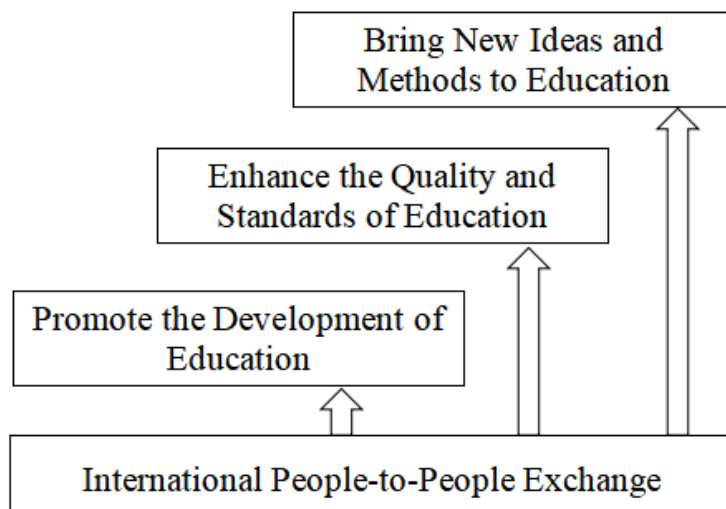 Bring New Ideas and
Methods to Education
Enhance the Quality and
Standards of Education
Promote the Development of
Education
International People-to-People Exchange